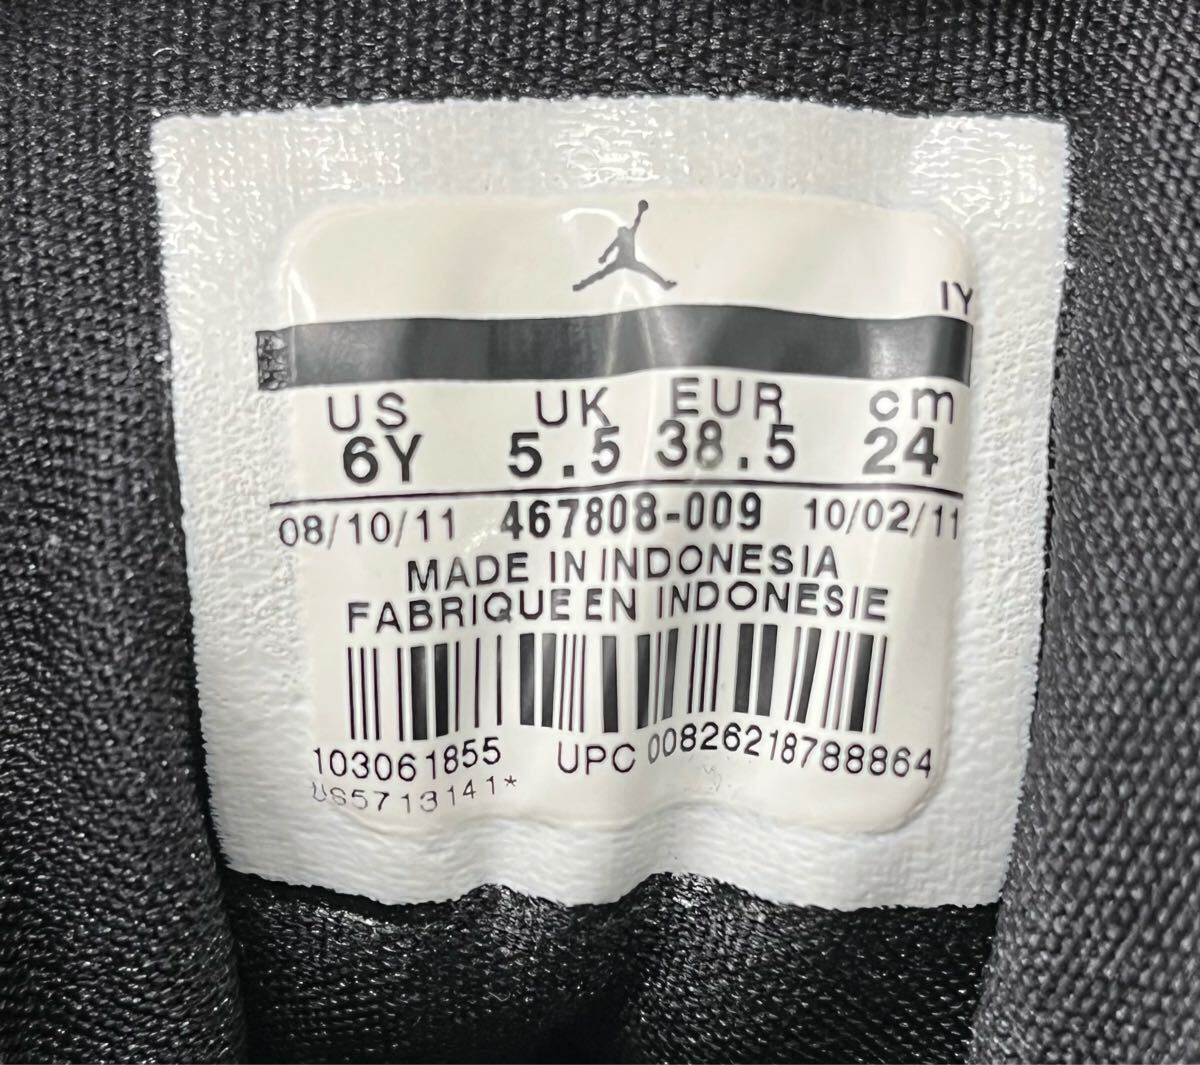 IY
US UK EUR cm
6Y 5.5 38.5 24
08/10/11 467808-009 10/02/11
MADE IN INDONESIA
FABRIQUE EN INDONESIE
103061855 UPC 00826218788864
US5713141*